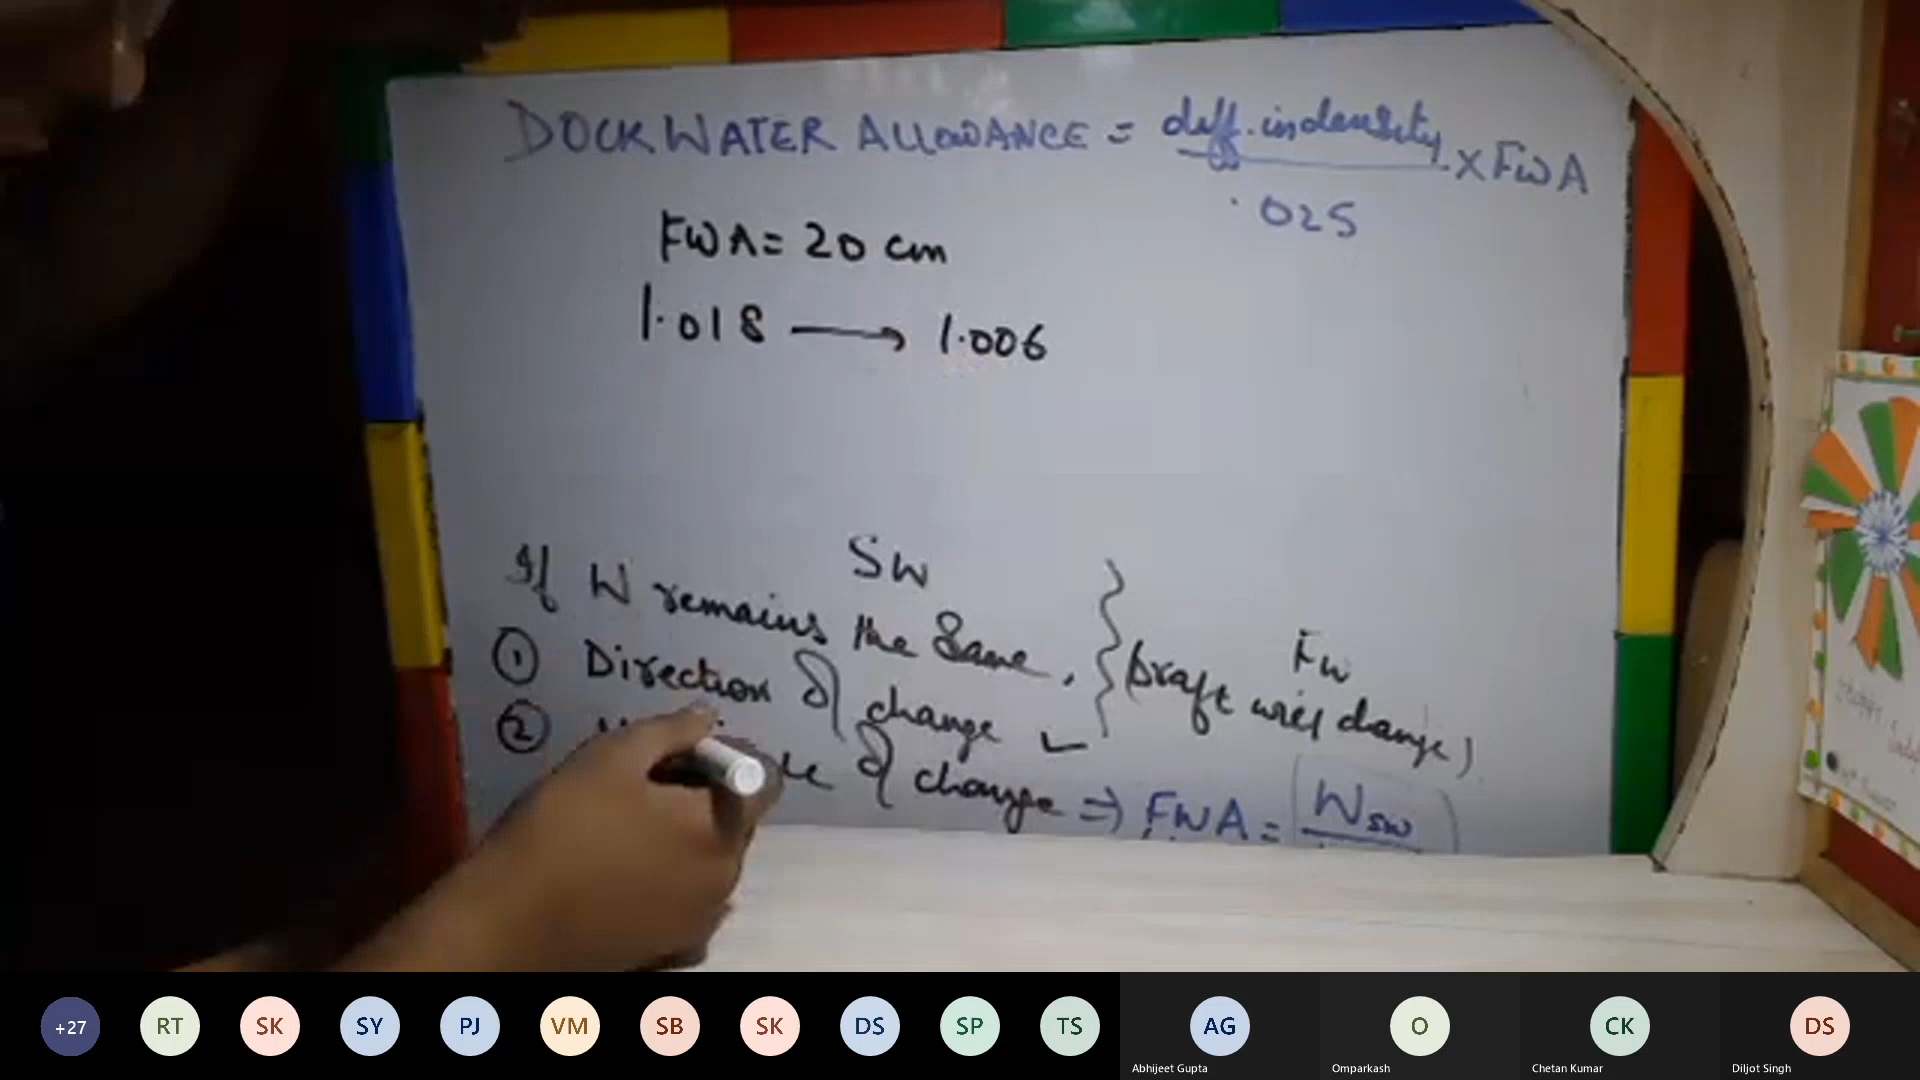 DOCK WATER ALLOWANCE = diff. in density / .025 x FWA
FWA = 20 cm
1.018 → 1.006
SW
If W remains the Same,
Fw
① Direction of change ✓
Draft will change)
② of change => FWA = Wsw
+27
RT
SK
SY
PJ
VM
SB
SK
DS
SP
TS
AG
O
CK
DS
Abhijeet Gupta
Omparkash
Chetan Kumar
Diljot Singh